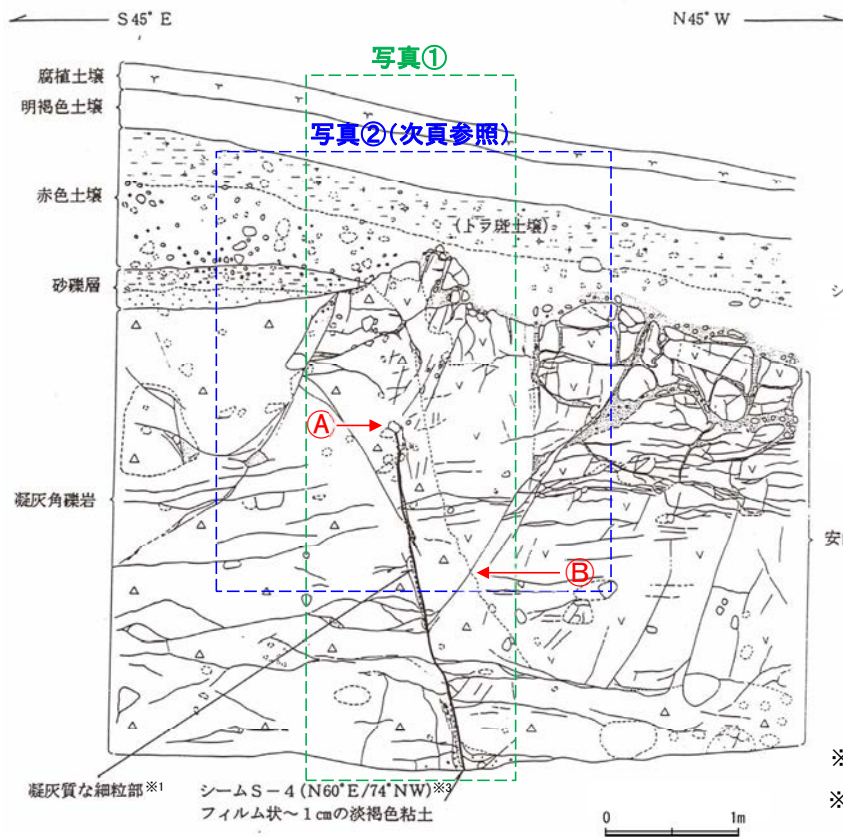 S45°E
N45°W
写真①
腐植土壌
明褐色土壌
写真②(次頁参照)
赤色土壌
(トラ斑土壌)
砂礫層
シ
Ⓐ
凝灰角礫岩
安
Ⓑ
凝灰質な細粒部※1
シームS-4(N60°E/74°NW)※3
フィルム状～1㎝の淡褐色粘土
※
※
0 1m